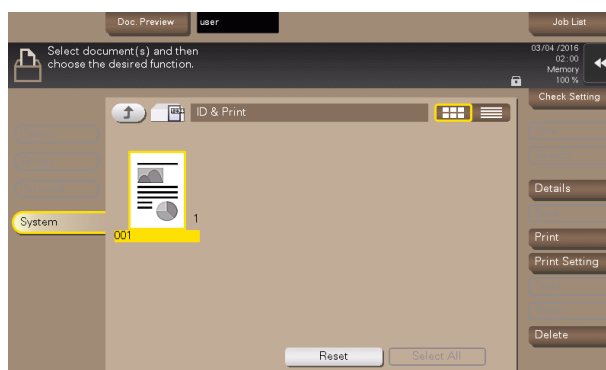 Doc. Preview
user
Job List
Select document(s) and then
choose the desired function.
03/04 /2016
02:00
Memory
100 %
Check Setting
ID & Print
Details
System
1
001
Print
Print Setting
Delete
Reset
Select All